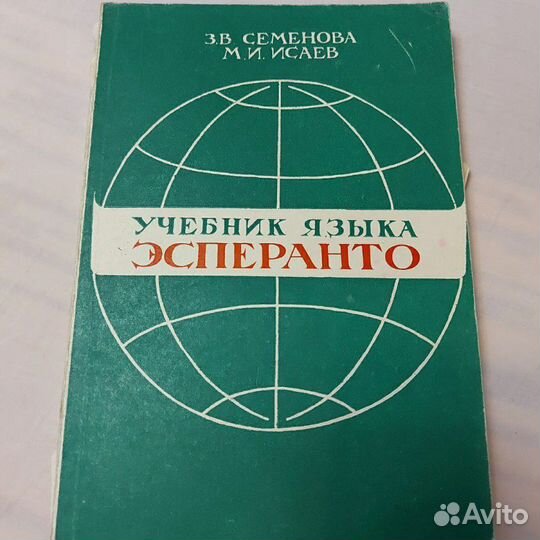 З.В СЕМЕНОВА
М.И. ИСАЕВ
УЧЕБНИК ЯЗЫКА
ЭСПЕРАНТО
Avito